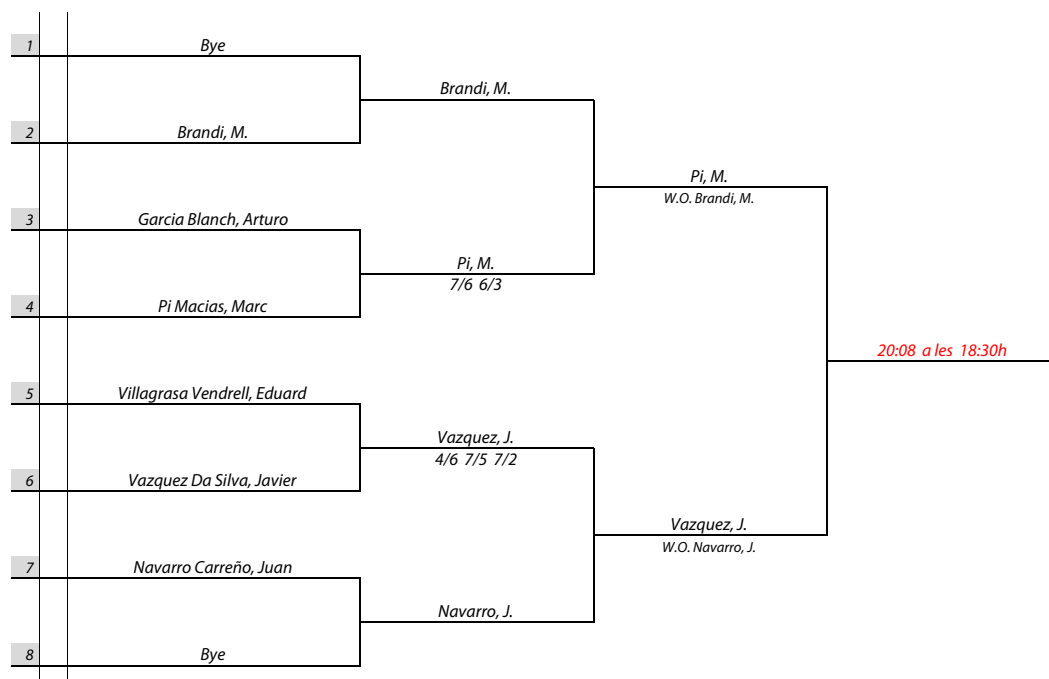 1 Bye
Brandi, M.
2 Brandi, M.
Pi, M.
W.O. Brandi, M.
3 Garcia Blanch, Arturo
Pi, M.
7/6 6/3
4 Pi Macias, Marc
20:08 a les 18:30h
5 Villagrasa Vendrell, Eduard
Vazquez, J.
4/6 7/5 7/2
6 Vazquez Da Silva, Javier
Vazquez, J.
W.O. Navarro, J.
7 Navarro Carreño, Juan
Navarro, J.
8 Bye